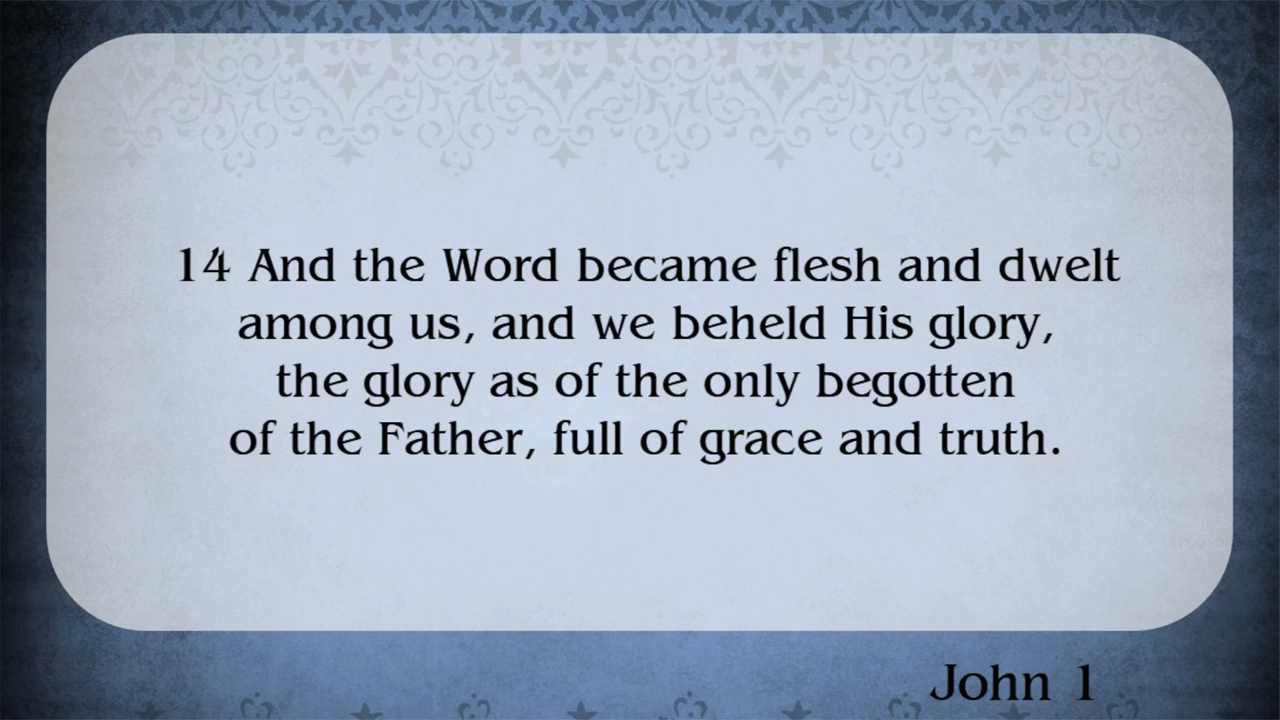 14 And the Word became flesh and dwelt
among us, and we beheld His glory,
the glory as of the only begotten
of the Father, full of grace and truth.
John 1